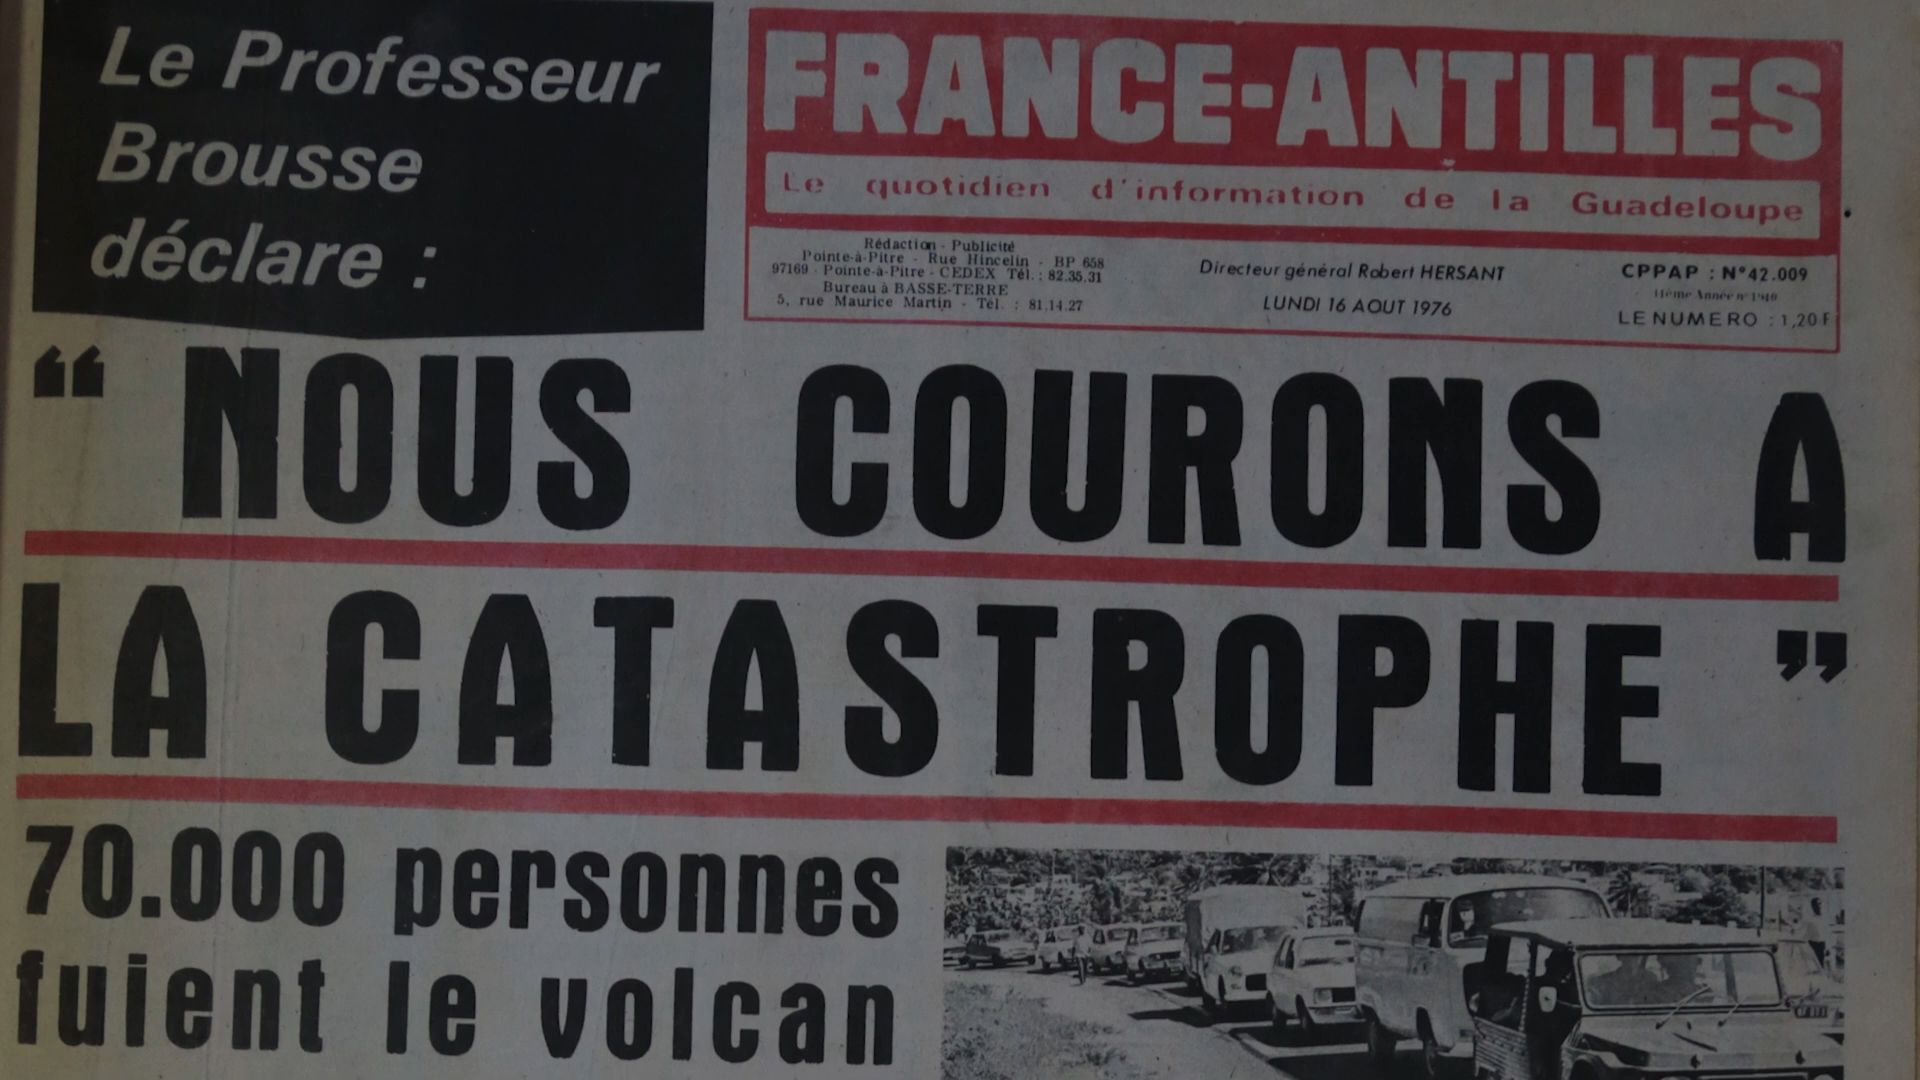 Le Professeur
Brousse
déclare :
FRANCE-ANTILLES
Le quotidien d'information de la Guadeloupe
Rédaction - Publicité
Pointe-à-Pitre - Rue Hincelin - BP 658
97169 - Pointe-à-Pitre - CEDEX Tél. : 82.35.31
Bureau à BASSE-TERRE
5, rue Maurice Martin - Tél. : 81.14.27
Directeur général Robert HERSANT
LUNDI 16 AOUT 1976
CPPAP : N°42.009
11ème Année n°
LE NUMERO : 1,20 F
“ NOUS COURONS A
LA CATASTROPHE ”
70.000 personnes
fuient le volcan